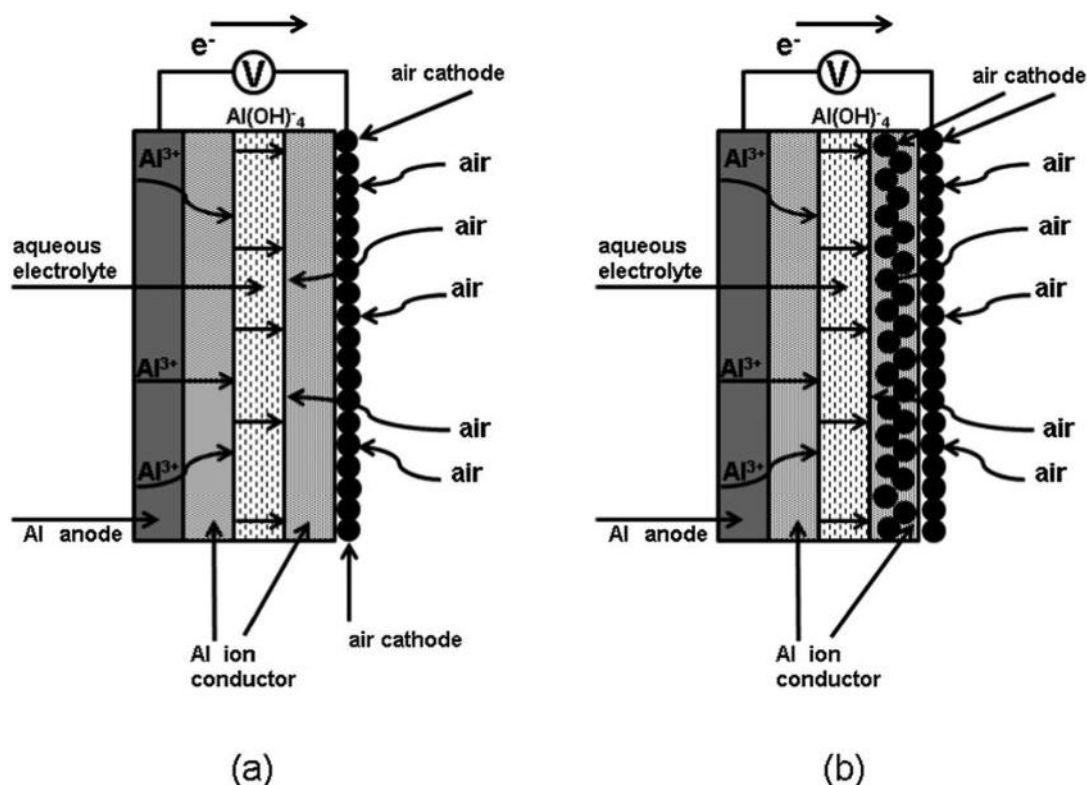 e⁻
V
air cathode
Al(OH)⁻₄
Al³⁺
air
air
aqueous
electrolyte
air
Al³⁺
air
Al³⁺
air
Al anode
air cathode
Al ion
conductor
(a)
e⁻
V
air cathode
Al(OH)⁻₄
Al³⁺
air
air
aqueous
electrolyte
air
Al³⁺
air
Al³⁺
air
Al anode
Al ion
conductor
(b)